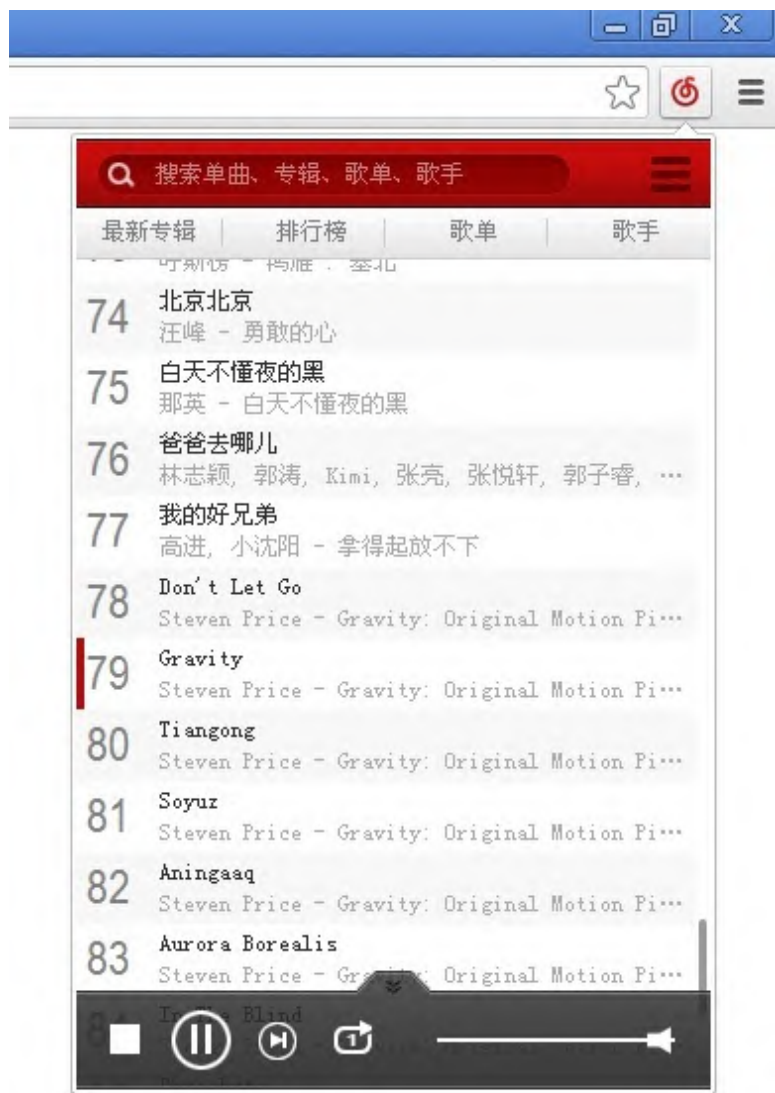 搜索单曲、专辑、歌单、歌手
最新专辑 排行榜 歌单 歌手
74 北京北京
汪峰 - 勇敢的心
75 白天不懂夜的黑
那英 - 白天不懂夜的黑
76 爸爸去哪儿
林志颖, 郭涛, Kimi, 张亮, 张悦轩, 郭子睿, …
77 我的好兄弟
高进, 小沈阳 - 拿得起放不下
78 Don't Let Go
Steven Price - Gravity: Original Motion Pi…
79 Gravity
Steven Price - Gravity: Original Motion Pi…
80 Tiangong
Steven Price - Gravity: Original Motion Pi…
81 Soyuz
Steven Price - Gravity: Original Motion Pi…
82 Aningaaq
Steven Price - Gravity: Original Motion Pi…
83 Aurora Borealis
Steven Price - Gravity: Original Motion Pi…
84 In The Blind
1